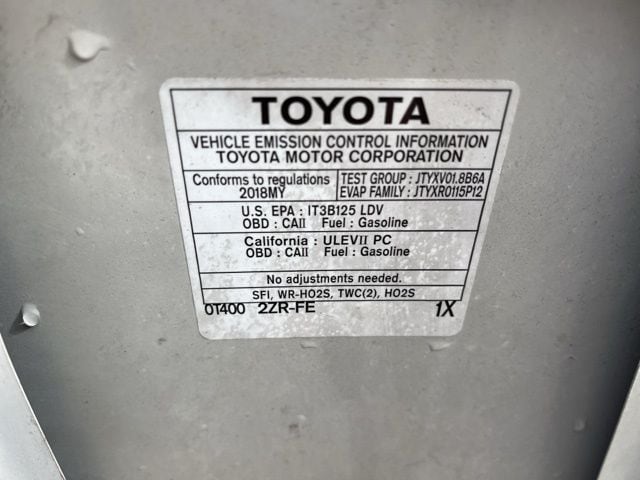 TOYOTA
VEHICLE EMISSION CONTROL INFORMATION
TOYOTA MOTOR CORPORATION
Conforms to regulations
2018MY
TEST GROUP : JTYXV01.8B6A
EVAP FAMILY : JTYXR0115P12
U.S. EPA : IT3B125 LDV
OBD : CAII Fuel : Gasoline
California : ULEVII PC
OBD : CAII Fuel : Gasoline
No adjustments needed.
SFI, WR-HO2S, TWC(2), HO2S
0T400 2ZR-FE 1X